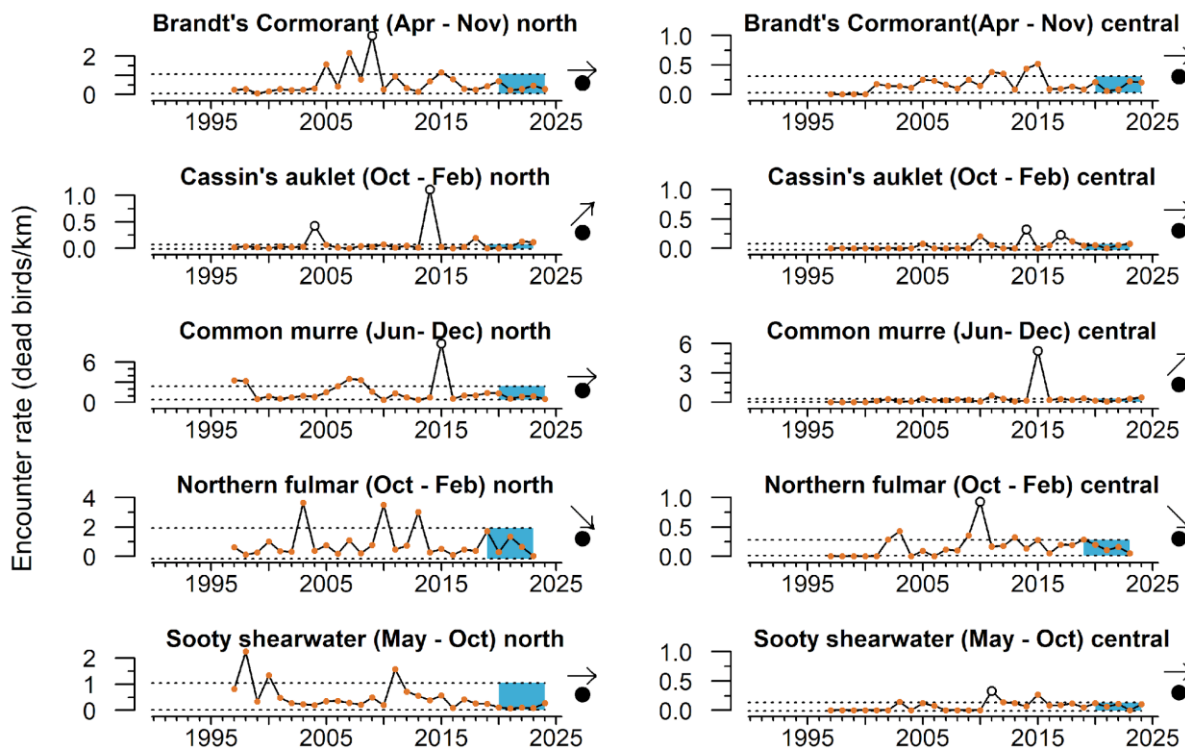 Encounter rate (dead birds/km)
Brandt's Cormorant (Apr - Nov) north
2
0
1995 2005 2015 2025
Brandt's Cormorant(Apr - Nov) central
1.0
0.5
0.0
1995 2005 2015 2025
Cassin's auklet (Oct - Feb) north
1.0
0.5
0.0
1995 2005 2015 2025
Cassin's auklet (Oct - Feb) central
1.0
0.5
0.0
1995 2005 2015 2025
Common murre (Jun- Dec) north
6
3
0
1995 2005 2015 2025
Common murre (Jun- Dec) central
6
3
0
1995 2005 2015 2025
Northern fulmar (Oct - Feb) north
4
2
0
1995 2005 2015 2025
Northern fulmar (Oct - Feb) central
1.0
0.5
0.0
1995 2005 2015 2025
Sooty shearwater (May - Oct) north
2
1
0
1995 2005 2015 2025
Sooty shearwater (May - Oct) central
1.0
0.5
0.0
1995 2005 2015 2025